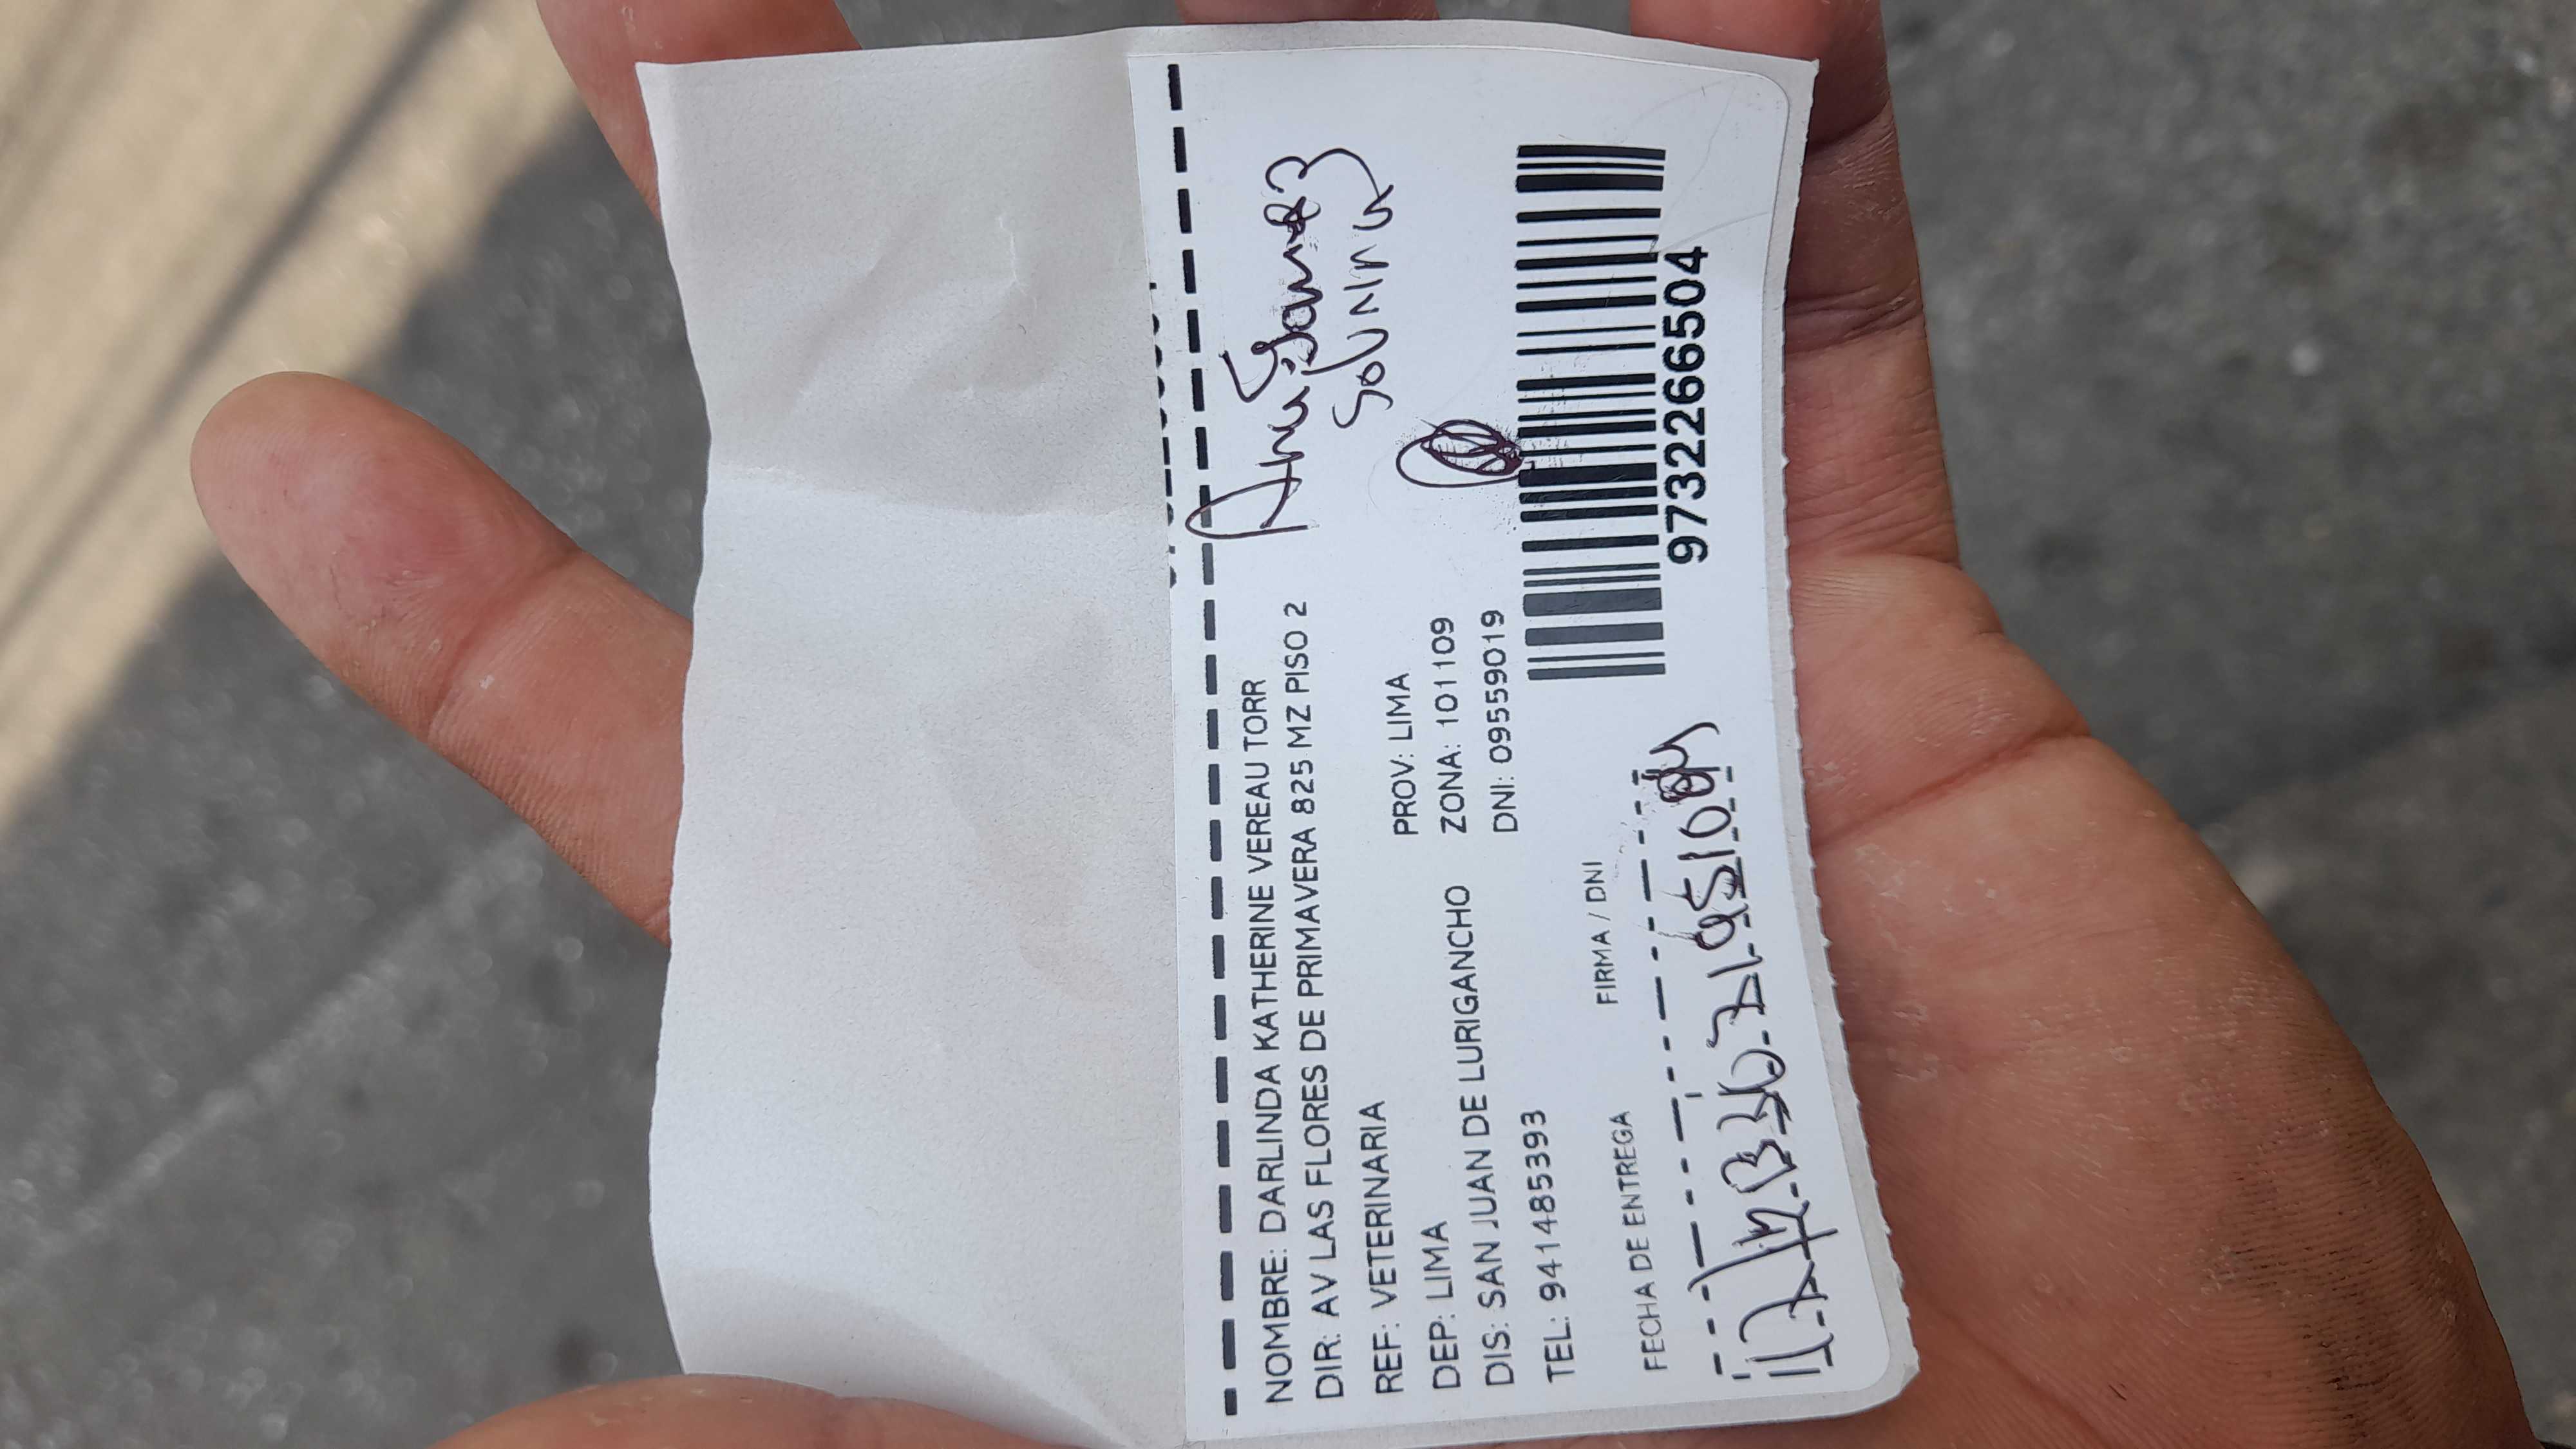 NOMBRE: DARLINDA KATHERINE VEREAU TORR
DIR: AV LAS FLORES DE PRIMAVERA 825 MZ PISO 2
REF: VETERINARIA
DEP: LIMA PROV: LIMA
DIS: SAN JUAN DE LURIGANCHO ZONA: 101109
TEL: 941485393 DNI: 09559019
FECHA DE ENTREGA FIRMA / DNI
9732266504